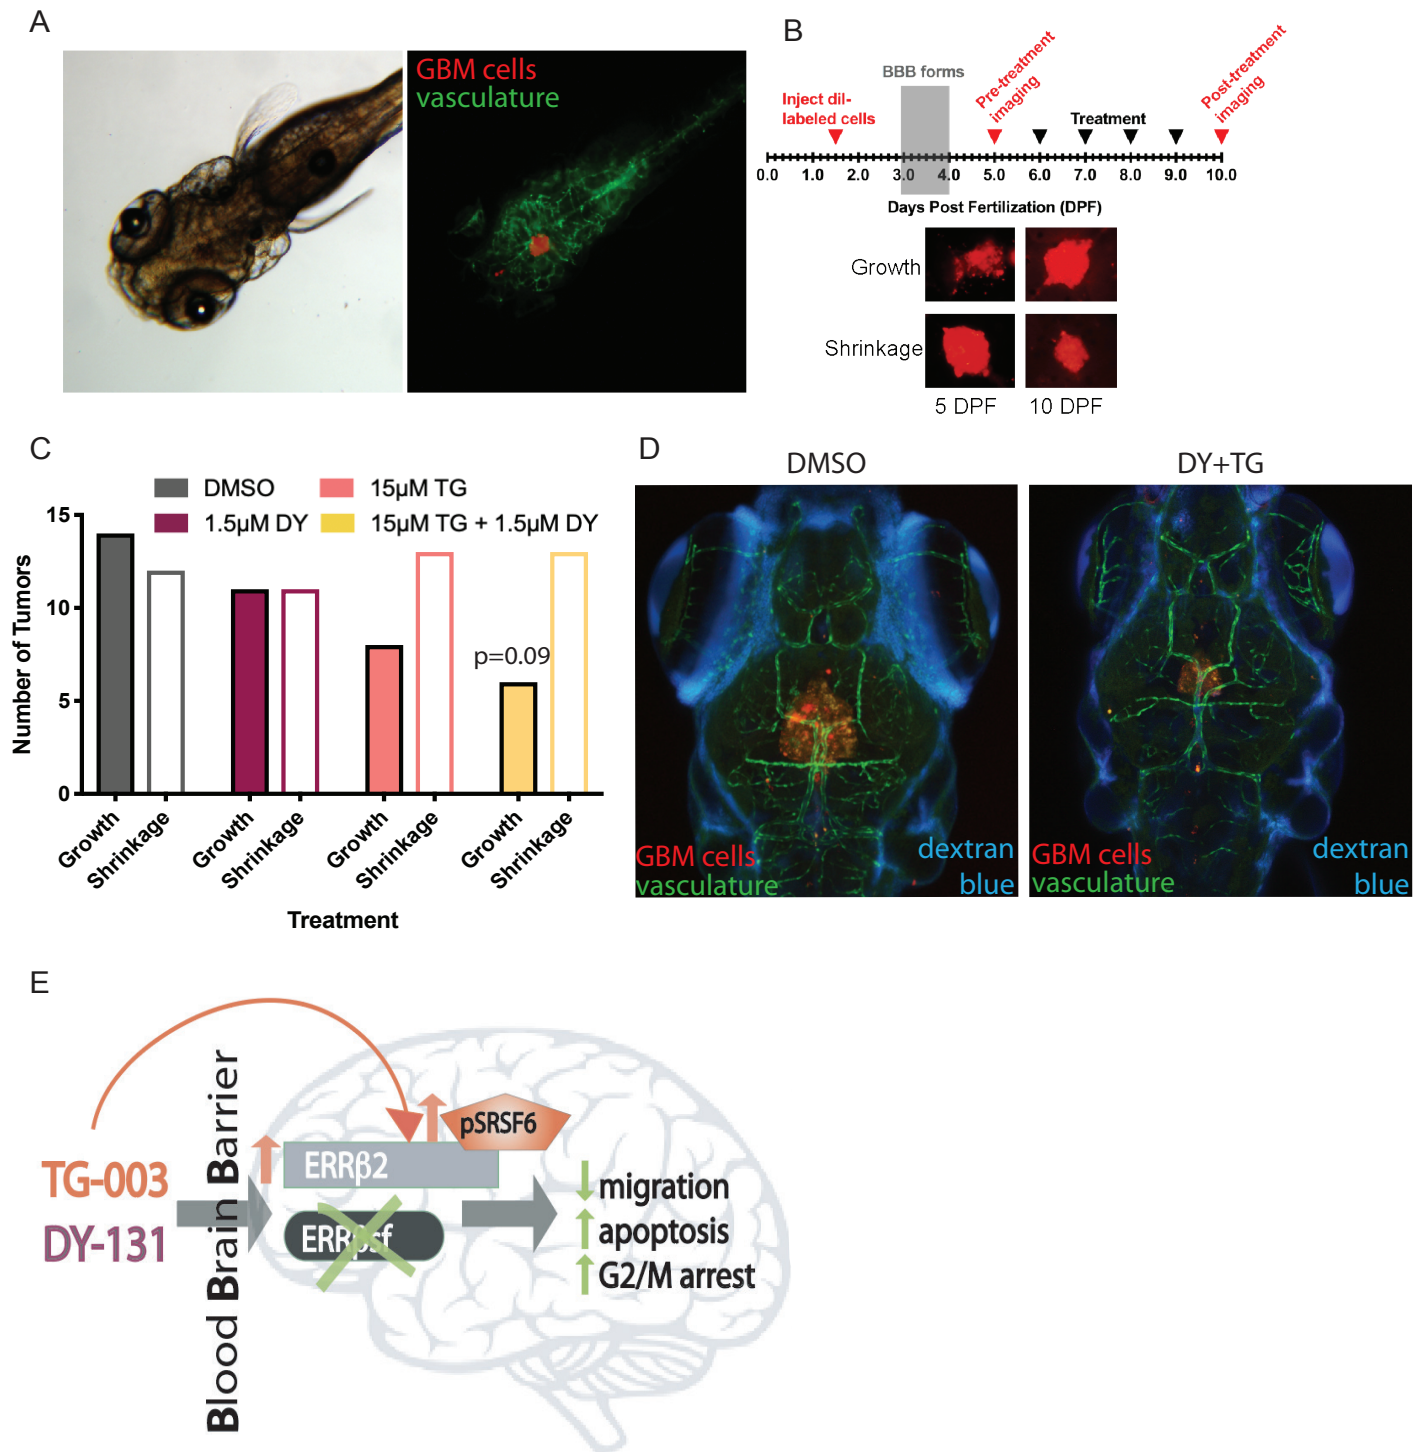 A
GBM cells
vasculature
B
BBB forms
Inject diI-
labeled cells
Pre-treatment
imaging
Treatment
Post-treatment
imaging
0.0 1.0 2.0 3.0 4.0 5.0 6.0 7.0 8.0 9.0 10.0
Days Post Fertilization (DPF)
Growth
Shrinkage
5 DPF 10 DPF
C
DMSO
15µM TG
1.5µM DY
15µM TG + 1.5µM DY
Number of Tumors
15
10
5
0
p=0.09
Growth
Shrinkage
Growth
Shrinkage
Growth
Shrinkage
Growth
Shrinkage
Treatment
D
DMSO
GBM cells
vasculature
dextran
blue
DY+TG
GBM cells
vasculature
dextran
blue
E
TG-003
DY-131
Blood Brain Barrier
pSRSF6
ERRβ2
ERRβsf
migration
apoptosis
G2/M arrest